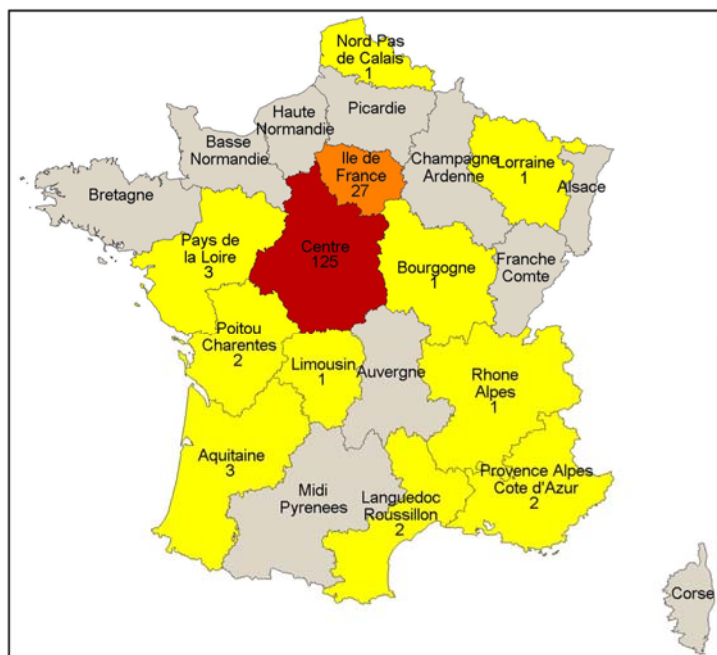 Nord Pas
de Calais
1
Haute
Normandie
Picardie
Basse
Normandie
Ile de
France
27
Champagne
Ardenne
Lorraine
1
Alsace
Bretagne
Pays de
la Loire
3
Centre
125
Bourgogne
1
Franche
Comte
Poitou
Charentes
2
Limousin
1
Auvergne
Rhone
Alpes
1
Aquitaine
3
Midi
Pyrenees
Languedoc
Roussillon
2
Provence Alpes
Cote d'Azur
2
Corse